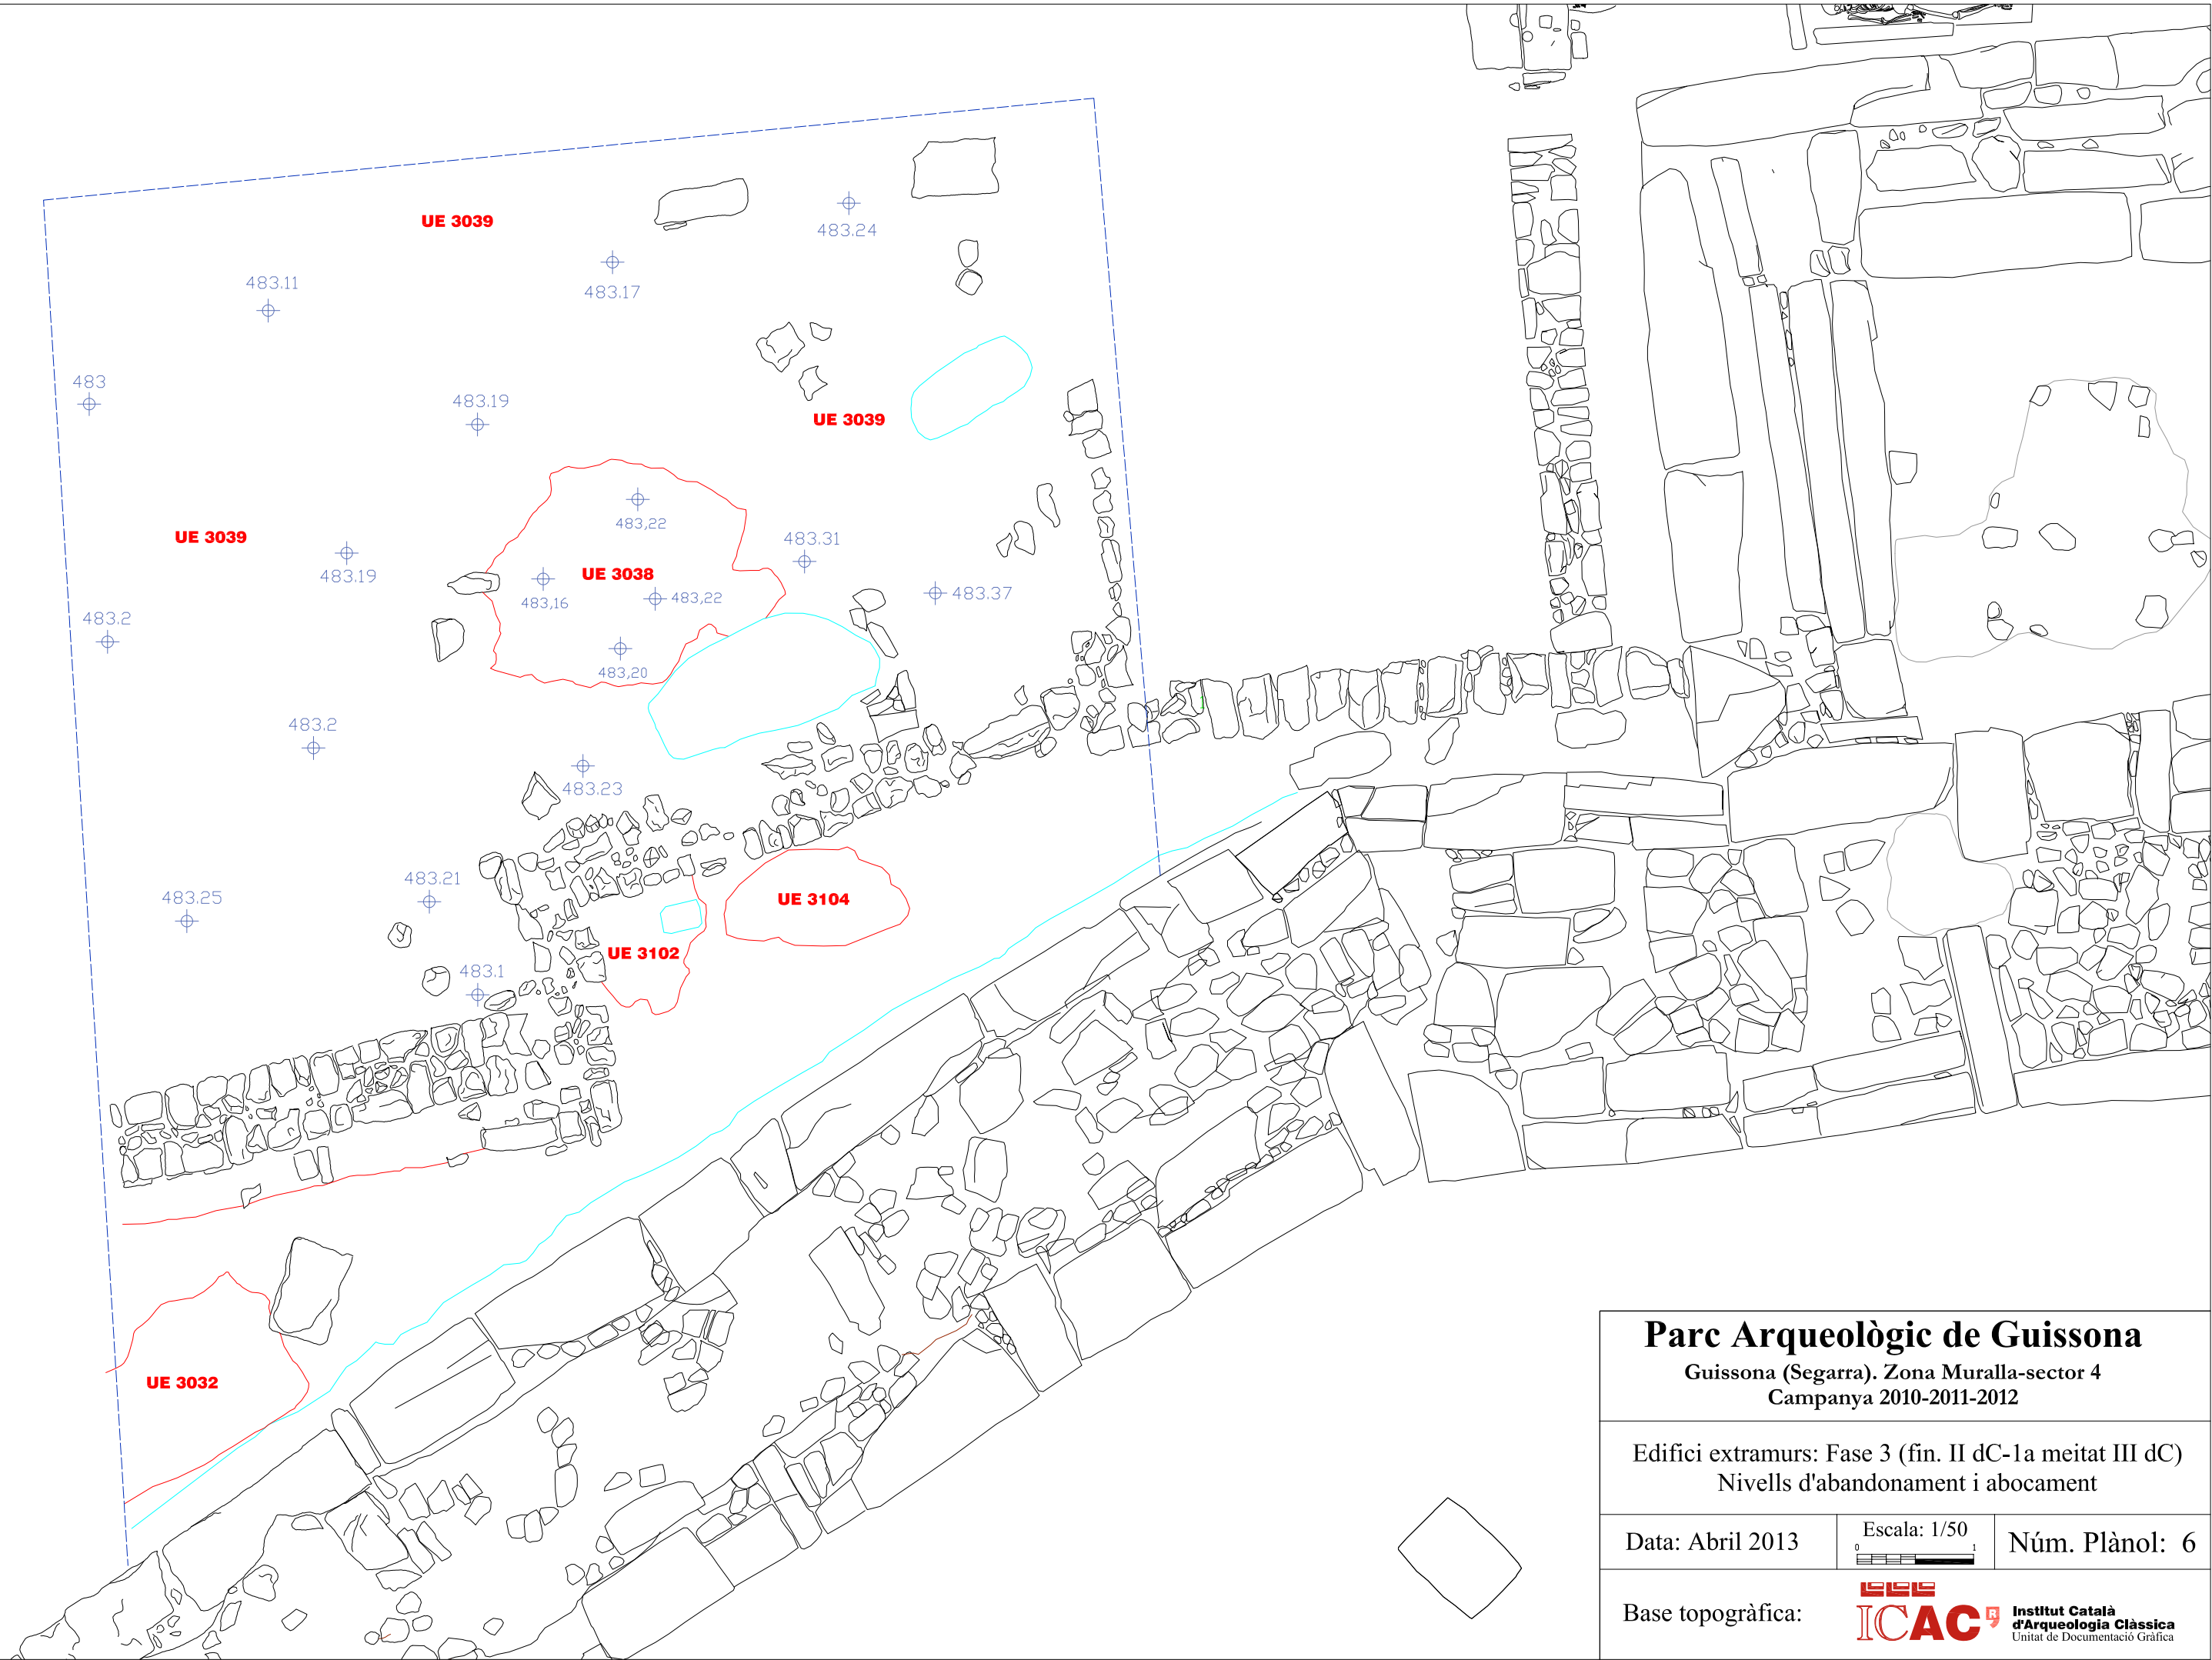 UE 3039
483.24
483.17
483.11
483
483.19
UE 3039
483,22
UE 3039
483.31
483.19
UE 3038
483,16
483,22
483.37
483.2
483,20
483.2
483.23
483.21
483.25
UE 3104
UE 3102
483.1
UE 3032
Parc Arqueològic de Guissona
Guissona (Segarra). Zona Muralla-sector 4
Campanya 2010-2011-2012
Edifici extramurs: Fase 3 (fin. II dC-1a meitat III dC)
Nivells d'abandonament i abocament
Data: Abril 2013
Escala: 1/50
0 1
Núm. Plànol: 6
Base topogràfica:
ICAC R
Institut Català
d'Arqueologia Clàssica
Unitat de Documentació Gràfica